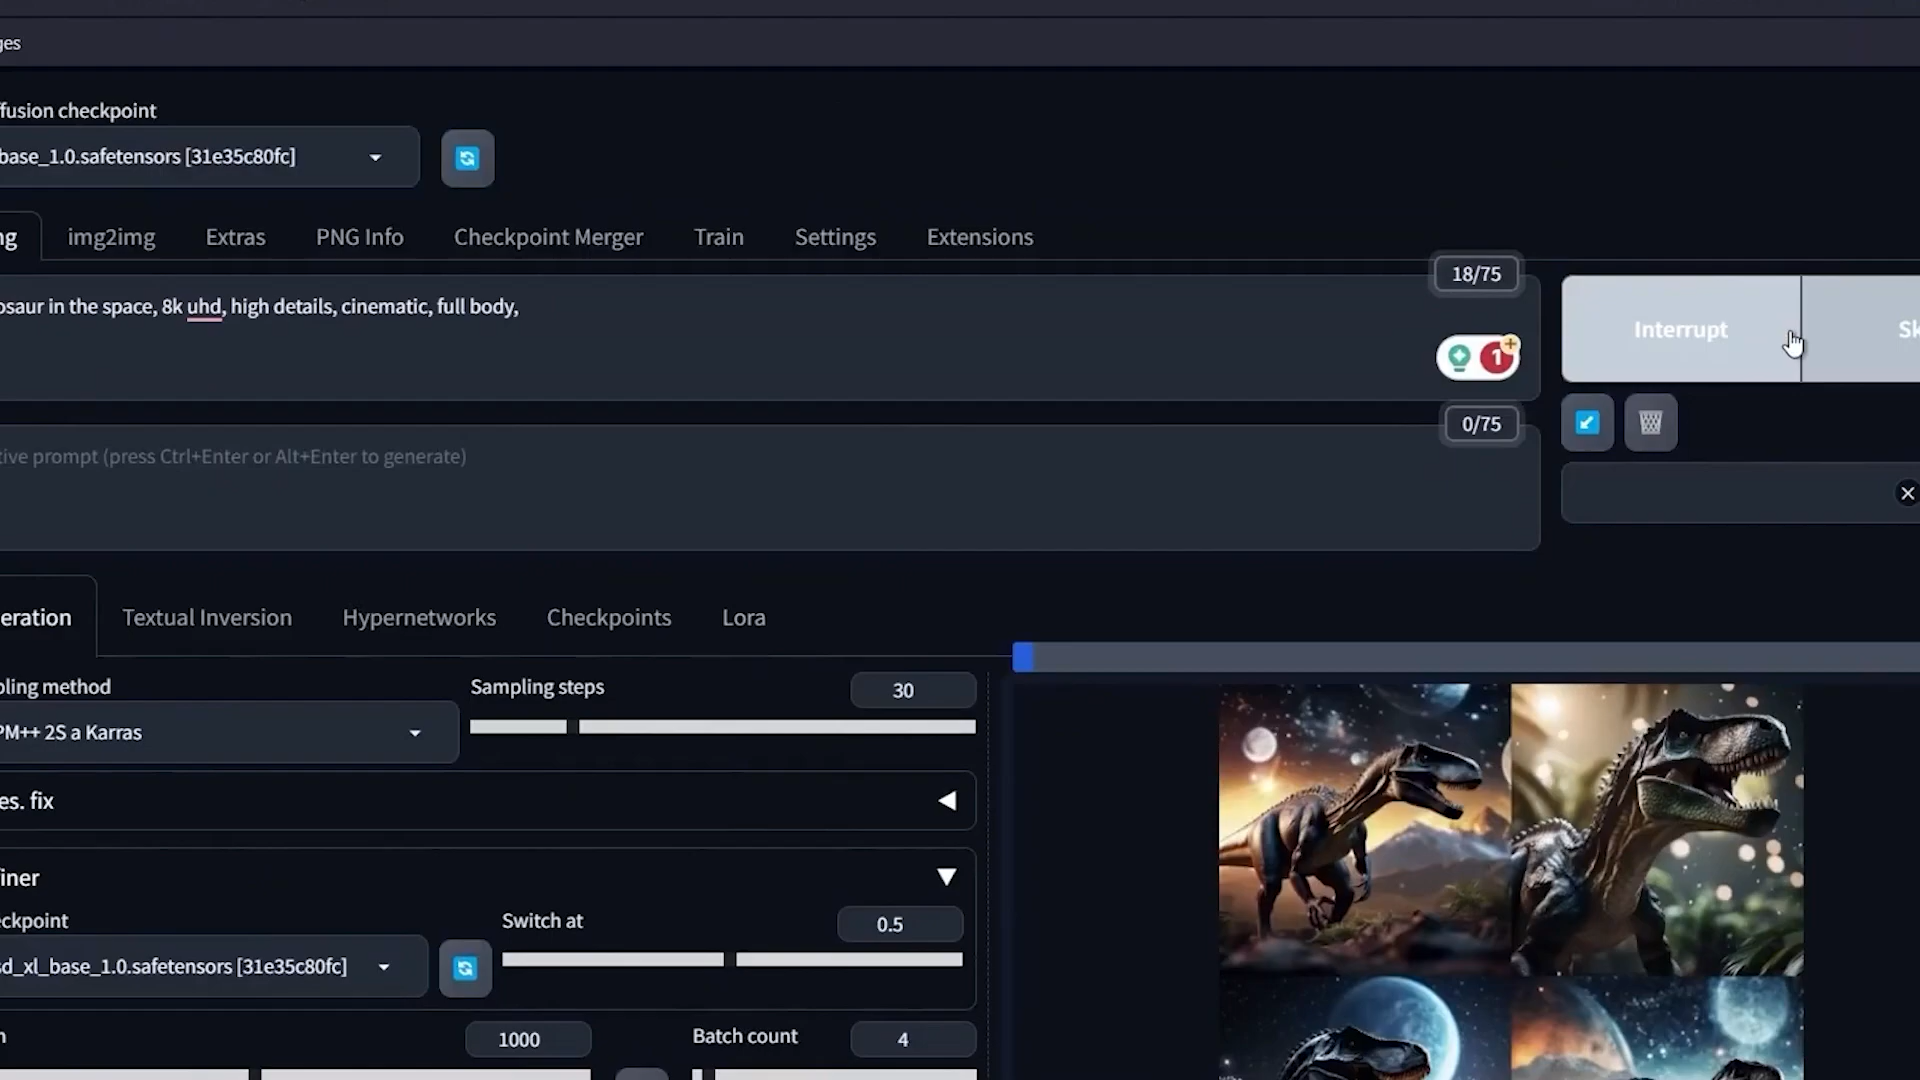 ges
fusion checkpoint
base_1.0.safetensors [31e35c80fc]
ng img2img Extras PNG Info Checkpoint Merger Train Settings Extensions
18/75
osaur in the space, 8k uhd, high details, cinematic, full body,
Interrupt Sk
1
0/75
tive prompt (press Ctrl+Enter or Alt+Enter to generate)
eration Textual Inversion Hypernetworks Checkpoints Lora
pling method Sampling steps 30
PM++ 2S a Karras
es. fix
iner
eckpoint Switch at 0.5
sd_xl_base_1.0.safetensors [31e35c80fc]
h 1000 Batch count 4